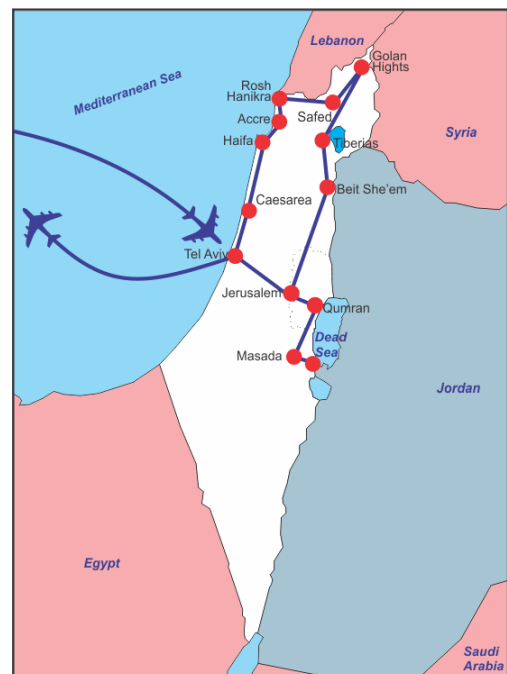 Lebanon
Golan
Hights
Mediterranean Sea
Rosh
Hanikra
Safed
Accre
Syria
Haifa
Tiberias
Beit She'em
Caesarea
Tel Aviv
Jerusalem
Qumran
Dead
Sea
Masada
Jordan
Egypt
Saudi
Arabia